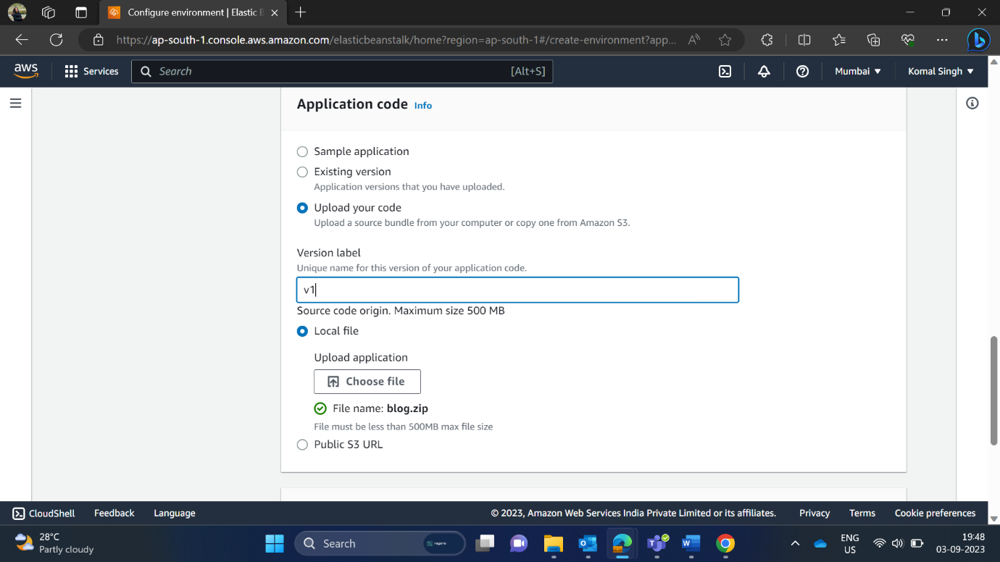 Configure environment | Elastic B
https://ap-south-1.console.aws.amazon.com/elasticbeanstalk/home?region=ap-south-1#/create-environment?app...
aws
Services
Search
[Alt+S]
Mumbai
Komal Singh
Application code Info
Sample application
Existing version
Application versions that you have uploaded.
Upload your code
Upload a source bundle from your computer or copy one from Amazon S3.
Version label
Unique name for this version of your application code.
v1
Source code origin. Maximum size 500 MB
Local file
Upload application
Choose file
File name: blog.zip
File must be less than 500MB max file size
Public S3 URL
CloudShell
Feedback
Language
© 2023, Amazon Web Services India Private Limited or its affiliates.
Privacy
Terms
Cookie preferences
28°C
Partly cloudy
Search
ENG
US
19:48
03-09-2023